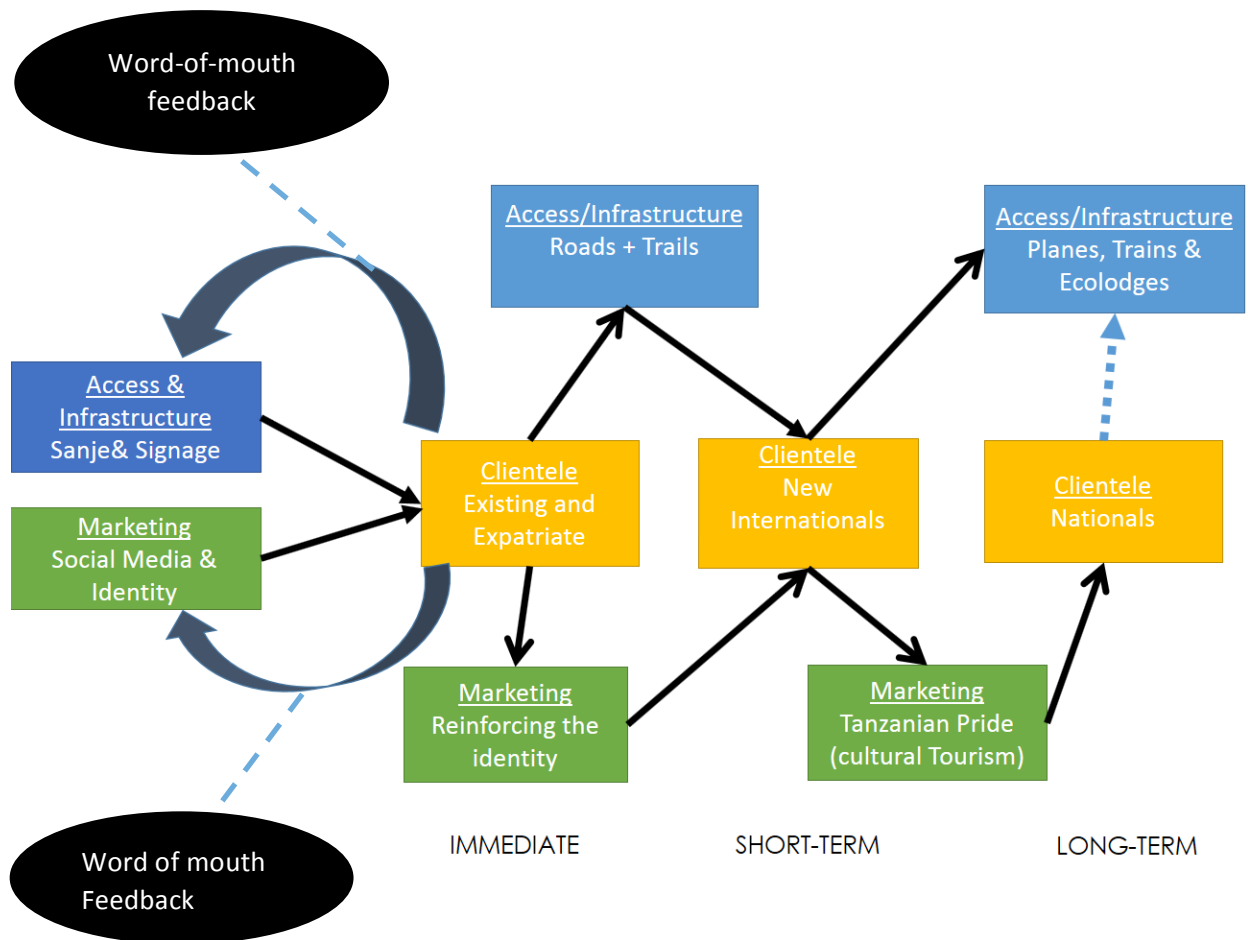 Word-of-mouth
feedback
Access/Infrastructure
Roads + Trails
Access/Infrastructure
Planes, Trains &
Ecolodges
Access &
Infrastructure
Sanje& Signage
Marketing
Social Media &
Identity
Clientele
Existing and
Expatriate
Clientele
New
Internationals
Clientele
Nationals
Marketing
Reinforcing the
identity
Marketing
Tanzanian Pride
(cultural Tourism)
IMMEDIATE
SHORT-TERM
LONG-TERM
Word of mouth
Feedback